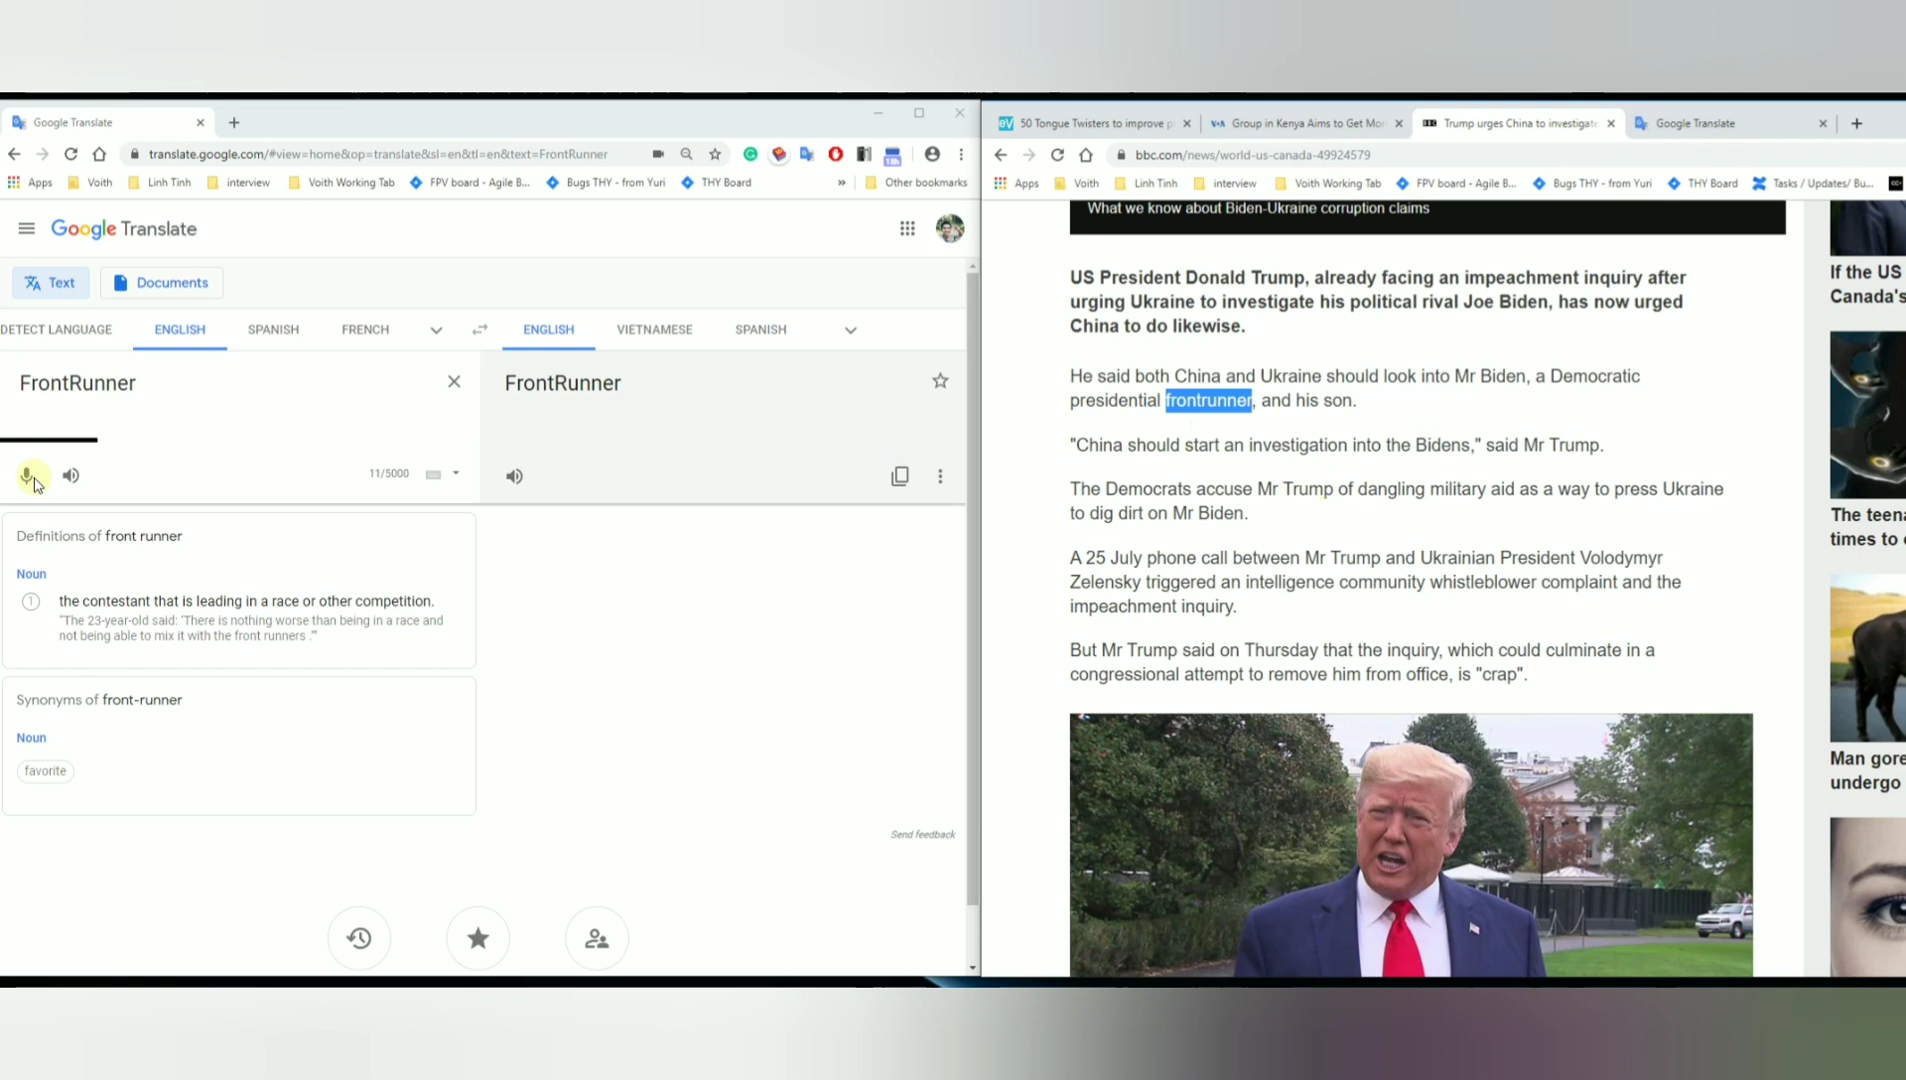 Google Translate
translate.google.com/#view=home&op=translate&sl=en&tl=en&text=FrontRunner
Apps Voith Linh Tinh interview Voith Working Tab FPV board - Agile B... Bugs THY - from Yuri THY Board » Other bookmarks
Google Translate
Text Documents
DETECT LANGUAGE ENGLISH SPANISH FRENCH ENGLISH VIETNAMESE SPANISH
FrontRunner
11/5000
FrontRunner
Definitions of front runner
Noun
1 the contestant that is leading in a race or other competition.
"The 23-year-old said: 'There is nothing worse than being in a race and
not being able to mix it with the front runners .'"
Synonyms of front-runner
Noun
favorite
Send feedback
50 Tongue Twisters to improve p Group in Kenya Aims to Get Mor Trump urges China to investigate Google Translate
bbc.com/news/world-us-canada-49924579
Apps Voith Linh Tinh interview Voith Working Tab FPV board - Agile B... Bugs THY - from Yuri THY Board Tasks / Updates/ Bu...
What we know about Biden-Ukraine corruption claims
US President Donald Trump, already facing an impeachment inquiry after
urging Ukraine to investigate his political rival Joe Biden, has now urged
China to do likewise.
He said both China and Ukraine should look into Mr Biden, a Democratic
presidential frontrunner, and his son.
"China should start an investigation into the Bidens," said Mr Trump.
The Democrats accuse Mr Trump of dangling military aid as a way to press Ukraine
to dig dirt on Mr Biden.
A 25 July phone call between Mr Trump and Ukrainian President Volodymyr
Zelensky triggered an intelligence community whistleblower complaint and the
impeachment inquiry.
But Mr Trump said on Thursday that the inquiry, which could culminate in a
congressional attempt to remove him from office, is "crap".
If the US
Canada's
The teena
times to
Man gore
undergo